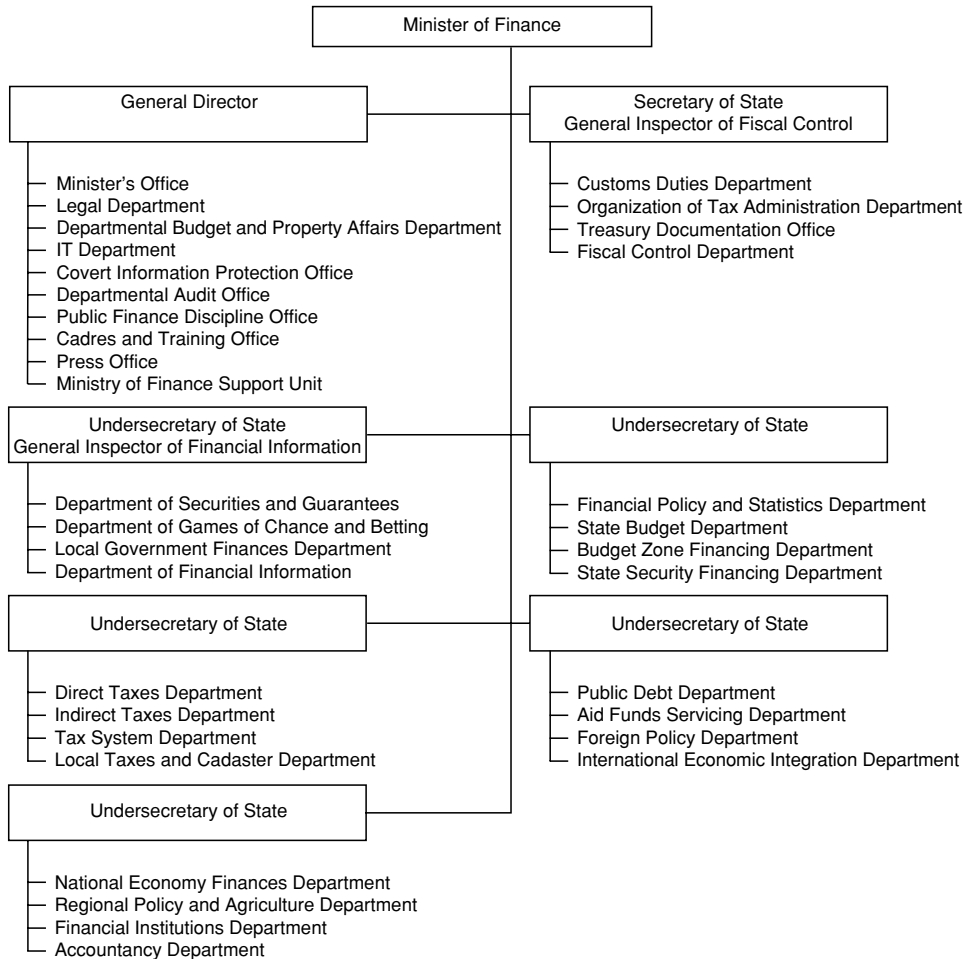 Minister of Finance
General Director
Minister's Office
Legal Department
Departmental Budget and Property Affairs Department
IT Department
Covert Information Protection Office
Departmental Audit Office
Public Finance Discipline Office
Cadres and Training Office
Press Office
Ministry of Finance Support Unit
Secretary of State
General Inspector of Fiscal Control
Customs Duties Department
Organization of Tax Administration Department
Treasury Documentation Office
Fiscal Control Department
Undersecretary of State
General Inspector of Financial Information
Department of Securities and Guarantees
Department of Games of Chance and Betting
Local Government Finances Department
Department of Financial Information
Undersecretary of State
Financial Policy and Statistics Department
State Budget Department
Budget Zone Financing Department
State Security Financing Department
Undersecretary of State
Direct Taxes Department
Indirect Taxes Department
Tax System Department
Local Taxes and Cadaster Department
Undersecretary of State
Public Debt Department
Aid Funds Servicing Department
Foreign Policy Department
International Economic Integration Department
Undersecretary of State
National Economy Finances Department
Regional Policy and Agriculture Department
Financial Institutions Department
Accountancy Department